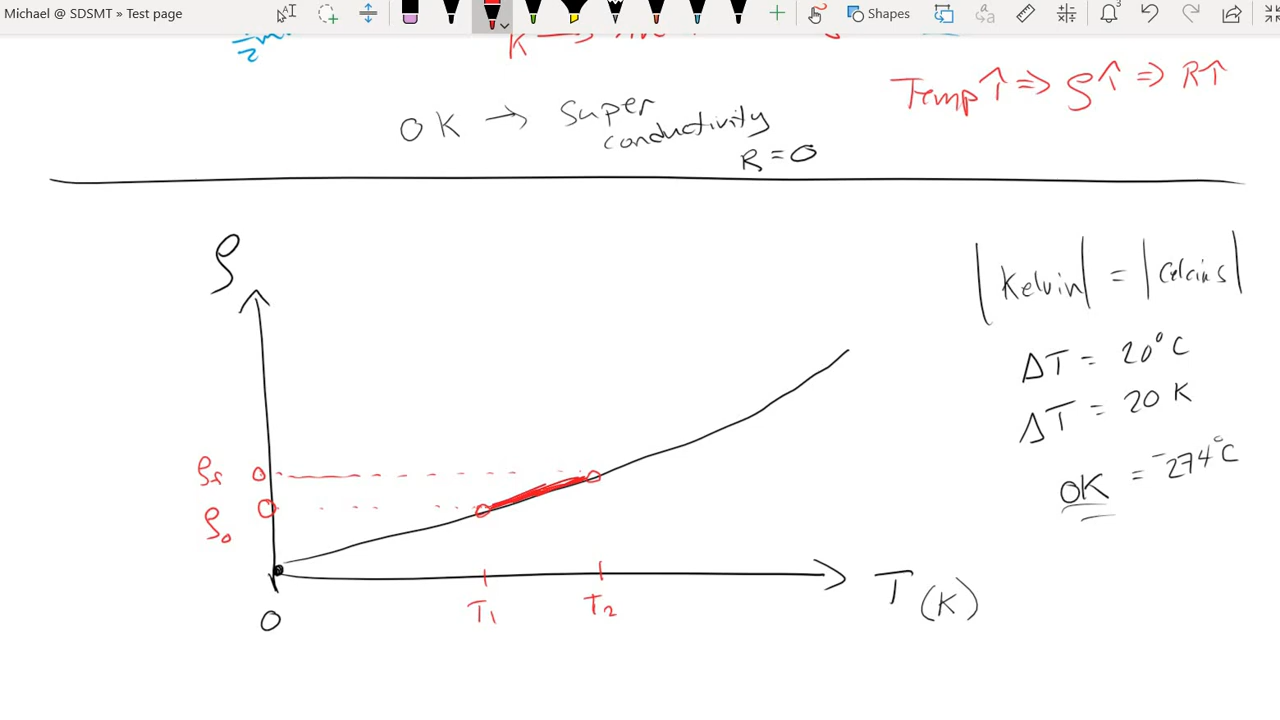 Michael @ SDSMT » Test page
Shapes
Temp↑ ⇒ ρ↑ ⇒ R↑
0 K → Super
conductivity
R = 0
ρ
|Kelvin| = |Celcius|
ΔT = 20°C
ΔT = 20 K
0K = -274°C
ρf
ρ0
T1
T2
T (K)
0